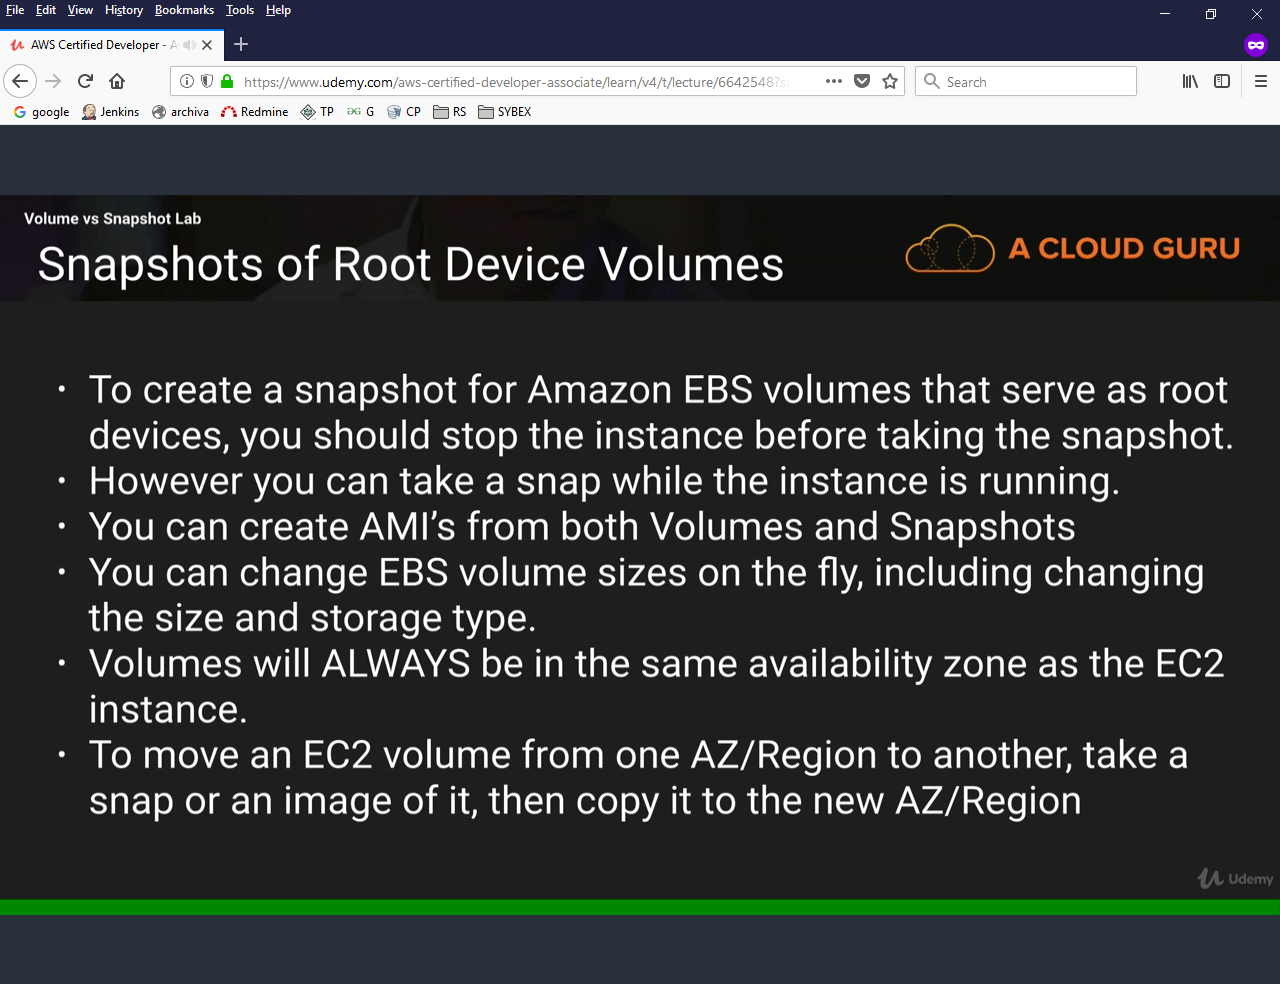 File Edit View History Bookmarks Tools Help
AWS Certified Developer - A
https://www.udemy.com/aws-certified-developer-associate/learn/v4/t/lecture/6642548?s
Search
google Jenkins archiva Redmine TP G CP RS SYBEX
Volume vs Snapshot Lab
Snapshots of Root Device Volumes
A CLOUD GURU
• To create a snapshot for Amazon EBS volumes that serve as root
devices, you should stop the instance before taking the snapshot.
• However you can take a snap while the instance is running.
• You can create AMI's from both Volumes and Snapshots
• You can change EBS volume sizes on the fly, including changing
the size and storage type.
• Volumes will ALWAYS be in the same availability zone as the EC2
instance.
• To move an EC2 volume from one AZ/Region to another, take a
snap or an image of it, then copy it to the new AZ/Region
Udemy